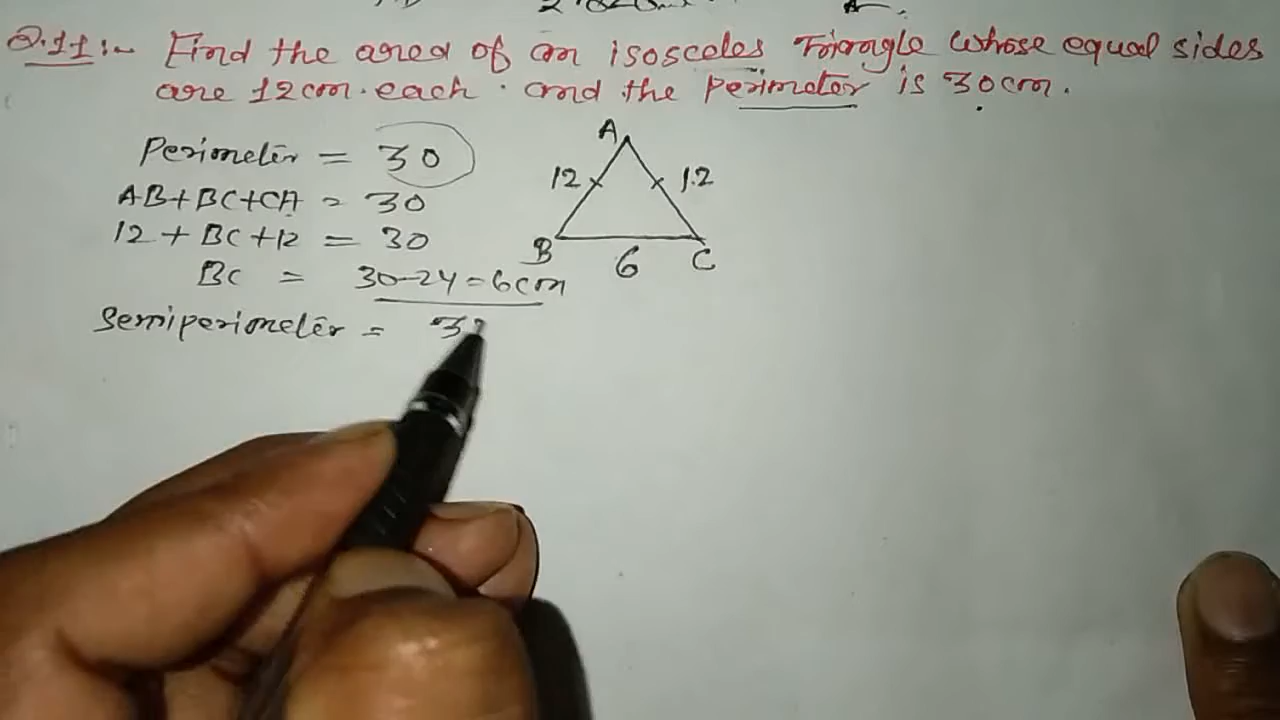 Q.11:- Find the area of an isosceles Triangle whose equal sides
are 12cm. each. and the perimeter is 30cm.
Perimeter = 30
AB+BC+CA = 30
12 + BC +12 = 30
BC = 30-24=6cm
Semiperimeter = 3
A
12 12
B C
6